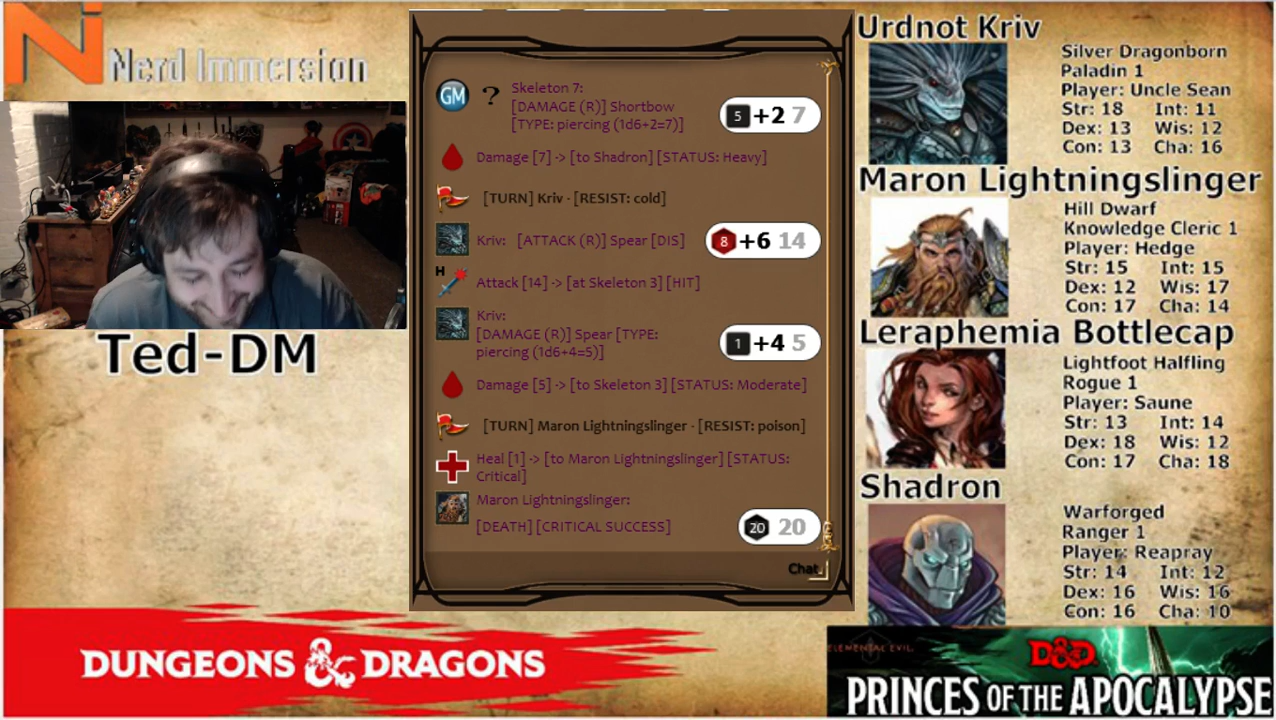 Ni Nerd Immersion
Ted-DM
DUNGEONS & DRAGONS
GM ? Skeleton 7:
[DAMAGE (R)] Shortbow
[TYPE: piercing (1d6+2=7)]
5 +2 7
Damage [7] -> [to Shadron] [STATUS: Heavy]
[TURN] Kriv - [RESIST: cold]
Kriv: [ATTACK (R)] Spear [DIS]
8 +6 14
H Attack [14] -> [at Skeleton 3] [HIT]
Kriv:
[DAMAGE (R)] Spear [TYPE:
piercing (1d6+4=5)]
1 +4 5
Damage [5] -> [to Skeleton 3] [STATUS: Moderate]
[TURN] Maron Lightningslinger - [RESIST: poison]
Heal [1] -> [to Maron Lightningslinger] [STATUS:
Critical]
Maron Lightningslinger:
[DEATH] [CRITICAL SUCCESS]
20 20
Chat
Urdnot Kriv
Silver Dragonborn
Paladin 1
Player: Uncle Sean
Str: 18 Int: 11
Dex: 13 Wis: 12
Con: 13 Cha: 16
Maron Lightningslinger
Hill Dwarf
Knowledge Cleric 1
Player: Hedge
Str: 15 Int: 15
Dex: 12 Wis: 17
Con: 17 Cha: 14
Leraphemia Bottlecap
Lightfoot Halfling
Rogue 1
Player: Saune
Str: 13 Int: 14
Dex: 18 Wis: 12
Con: 17 Cha: 18
Shadron
Warforged
Ranger 1
Player: Reapray
Str: 14 Int: 12
Dex: 16 Wis: 16
Con: 16 Cha: 10
ELEMENTAL EVIL
D&D
PRINCES OF THE APOCALYPSE